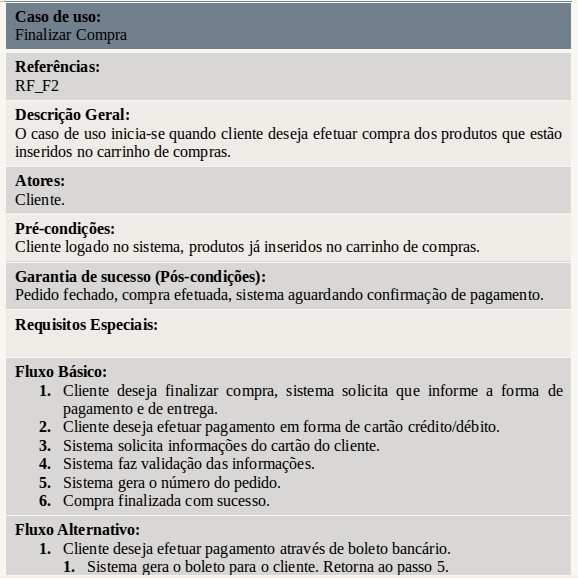 Caso de uso:
Finalizar Compra
Referências:
RF_F2
Descrição Geral:
O caso de uso inicia-se quando cliente deseja efetuar compra dos produtos que estão
inseridos no carrinho de compras.
Atores:
Cliente.
Pré-condições:
Cliente logado no sistema, produtos já inseridos no carrinho de compras.
Garantia de sucesso (Pós-condições):
Pedido fechado, compra efetuada, sistema aguardando confirmação de pagamento.
Requisitos Especiais:
Fluxo Básico:
1. Cliente deseja finalizar compra, sistema solicita que informe a forma de
pagamento e de entrega.
2. Cliente deseja efetuar pagamento em forma de cartão crédito/débito.
3. Sistema solicita informações do cartão do cliente.
4. Sistema faz validação das informações.
5. Sistema gera o número do pedido.
6. Compra finalizada com sucesso.
Fluxo Alternativo:
1. Cliente deseja efetuar pagamento através de boleto bancário.
1. Sistema gera o boleto para o cliente. Retorna ao passo 5.